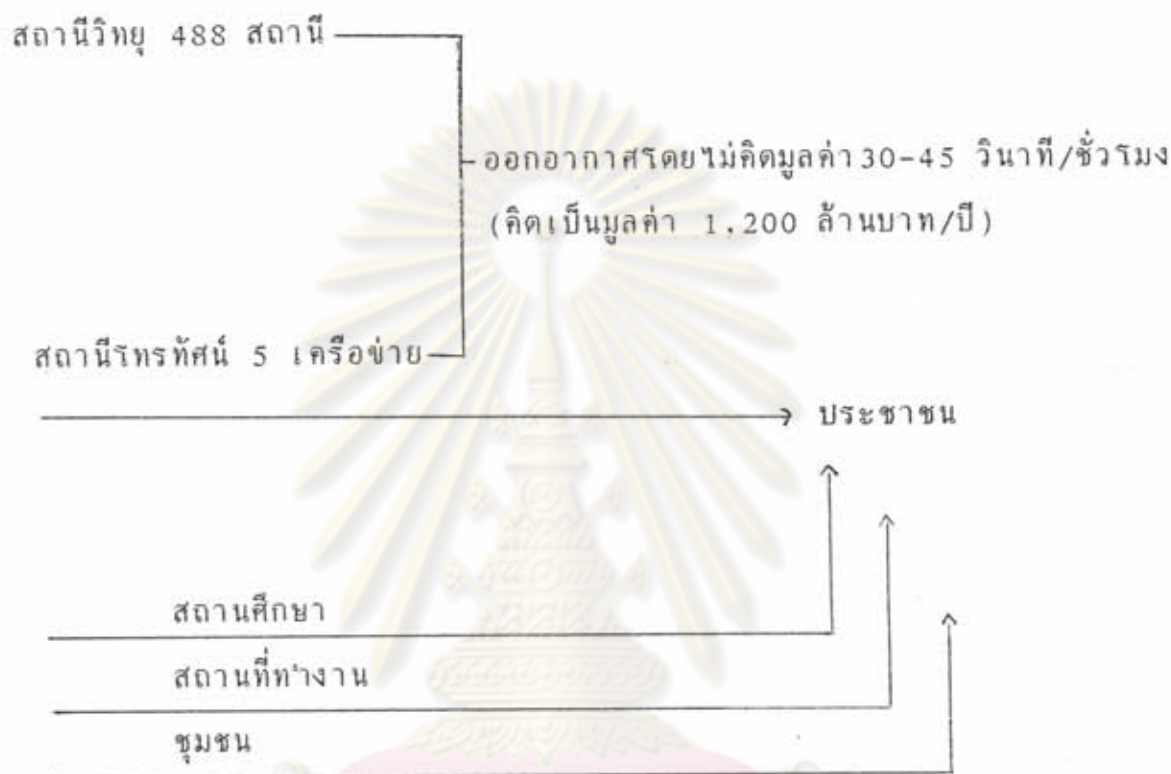 สถานีวิทยุ 488 สถานี
ออกอากาศโดยไม่คิดมูลค่า 30-45 วินาที/ชั่วโมง
(คิดเป็นมูลค่า 1,200 ล้านบาท/ปี)
สถานีโทรทัศน์ 5 เครือข่าย
ประชาชน
สถานศึกษา
สถานที่ทำงาน
ชุมชน